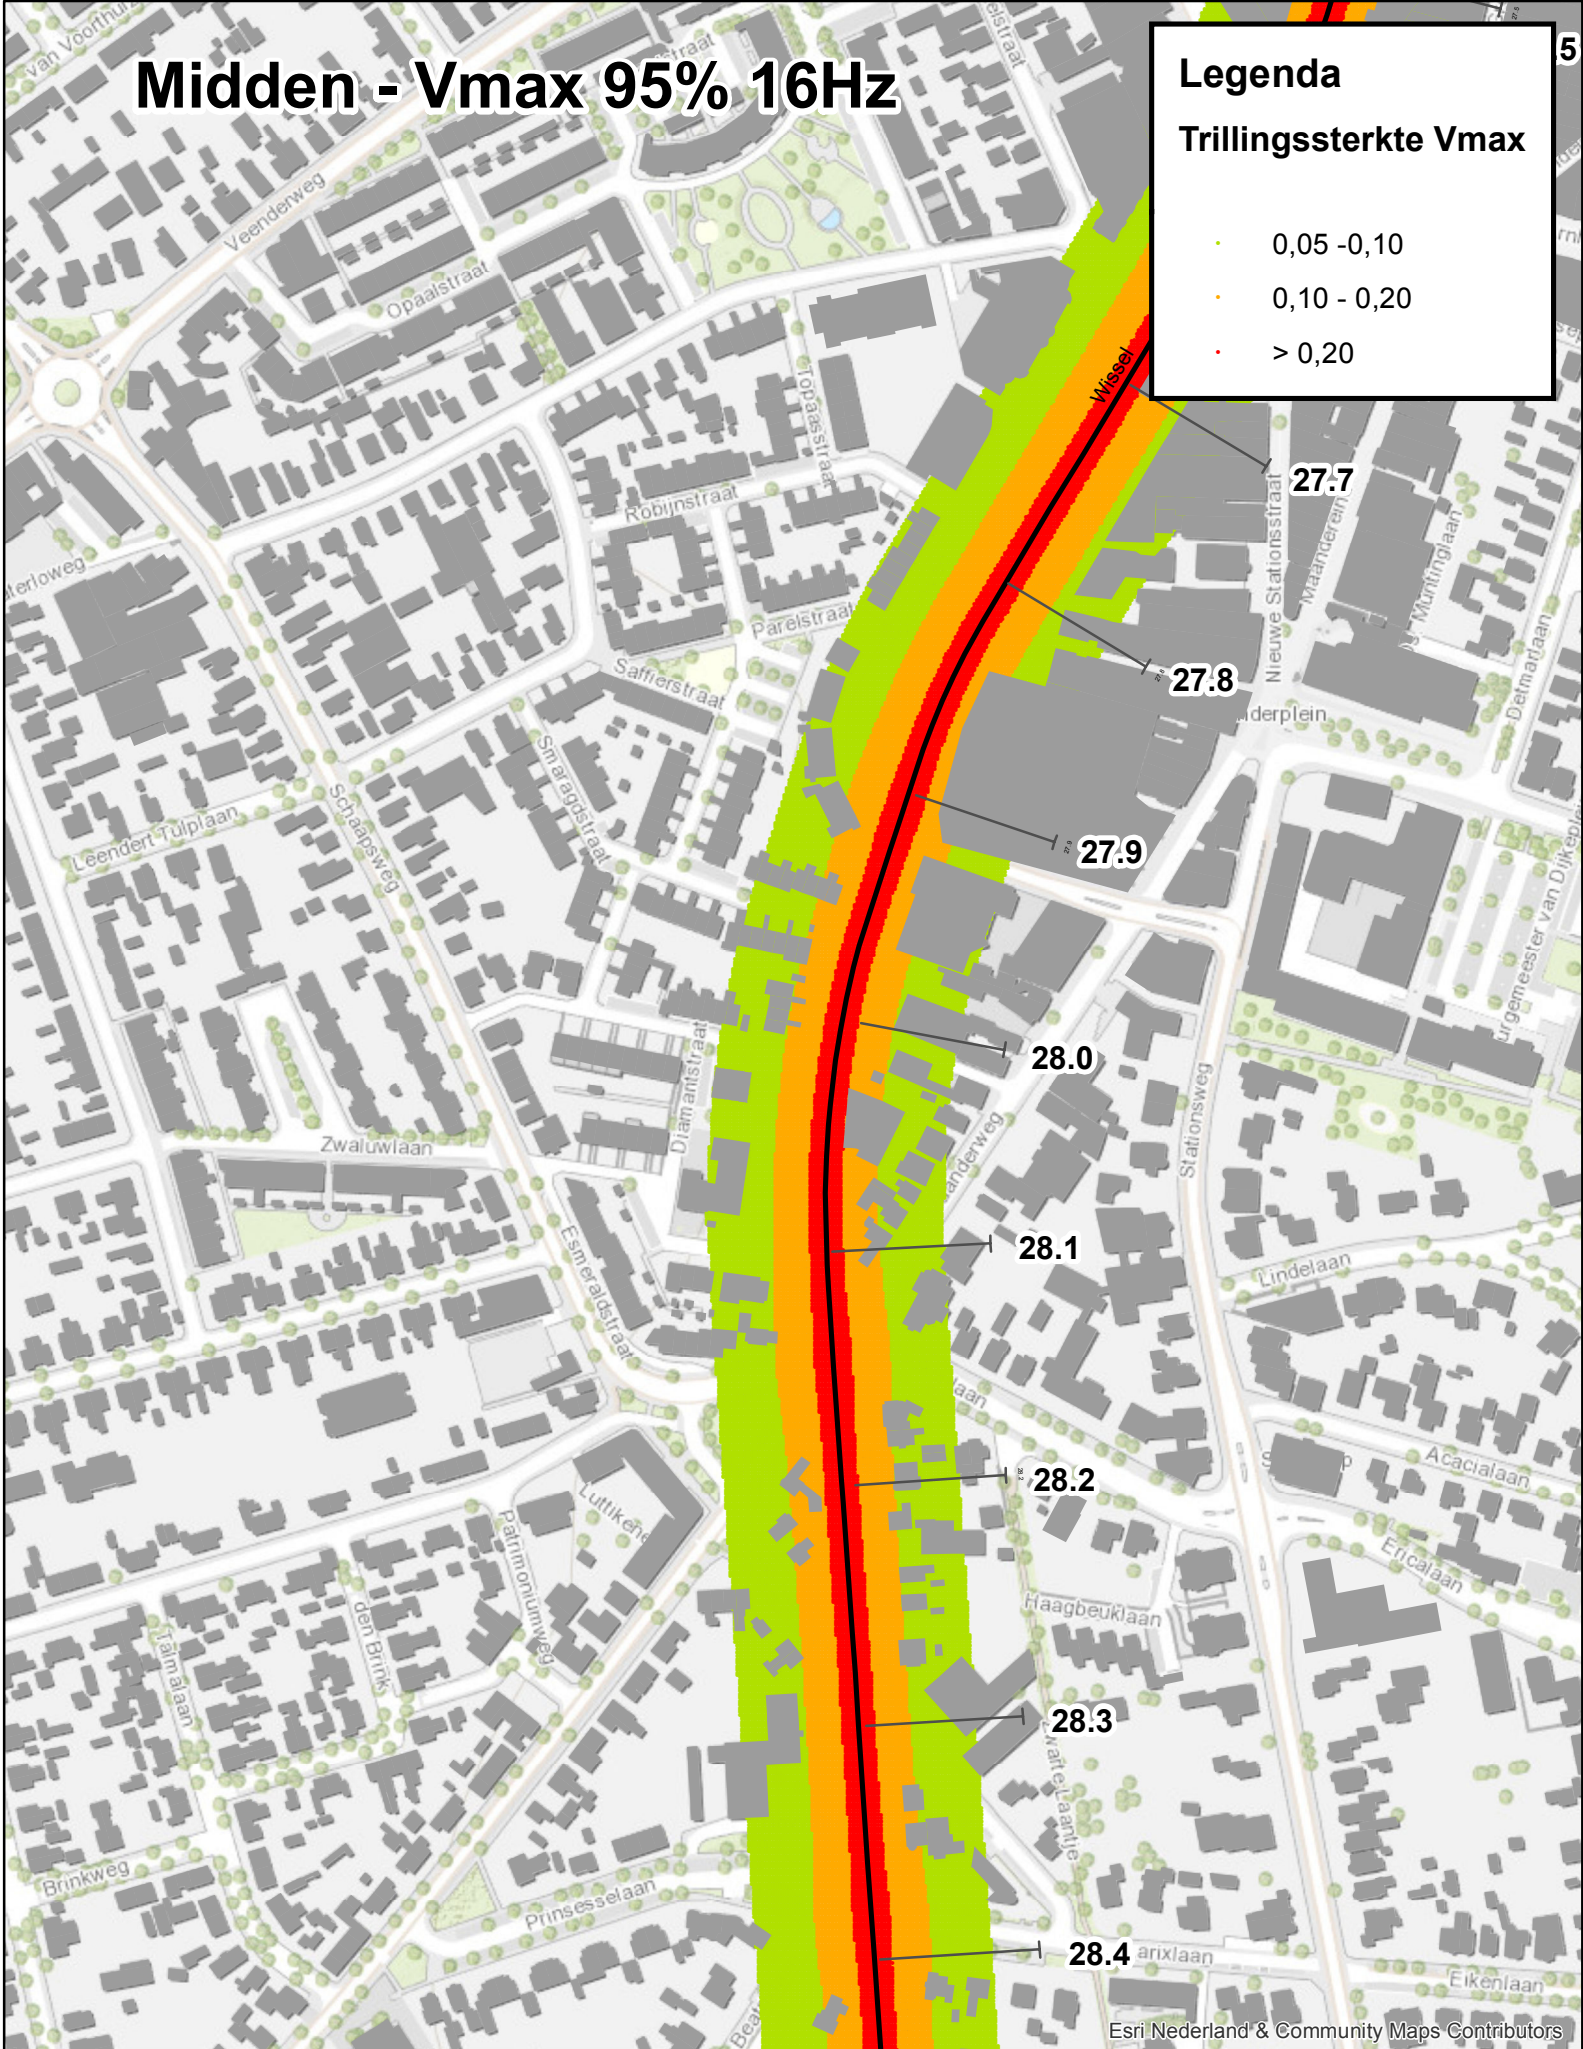 Midden - Vmax 95% 16Hz
Legenda
Trillingssterkte Vmax
0,05 -0,10
0,10 - 0,20
> 0,20
Veenderweg
Opaalstraat
Topaasstraat
Wissel
27.7
Robijnstraat
Nieuwe Stationsstraat
Parelstraat
Saffierstraat
27.8
Detmarlaan
Smaragdstraat
Schaapsweg
Leendert Tulplaan
27.9
28.0
Diamantstraat
Zwaluwlaan
Stationsweg
28.1
Esmeraldstraat
Lindelaan
28.2
Acacialaan
Patrimoniumweg
Ericalaan
den Brink
Haagbeuklaan
Talmalaan
28.3
Brinkweg
Prinsesselaan
28.4
arixlaan
Eikenlaan
Esri Nederland & Community Maps Contributors